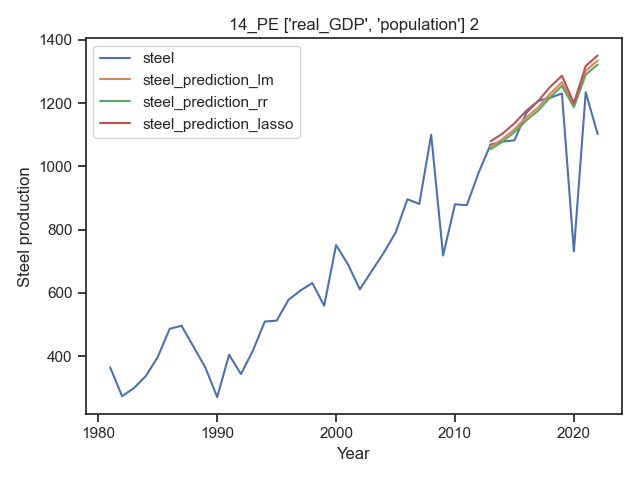 14_PE ['real_GDP', 'population'] 2
1400
1200
1000
800
600
400
steel
steel_prediction_lm
steel_prediction_rr
steel_prediction_lasso
Steel production
1980
1990
2000
2010
2020
Year